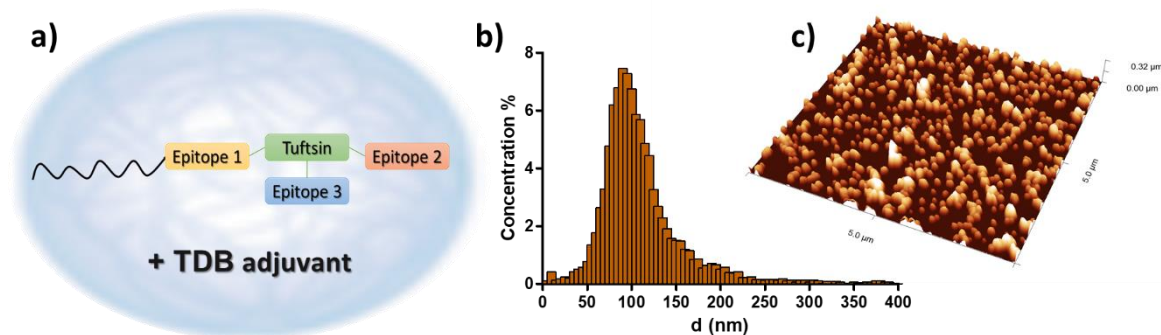 a)
Epitope 1
Tuftsin
Epitope 2
Epitope 3
+ TDB adjuvant
b)
Concentration %
8
6
4
2
0
0 50 100 150 200 250 300 350 400
d (nm)
c)
0.32 µm
0.00 µm
5.0 µm
5.0 µm